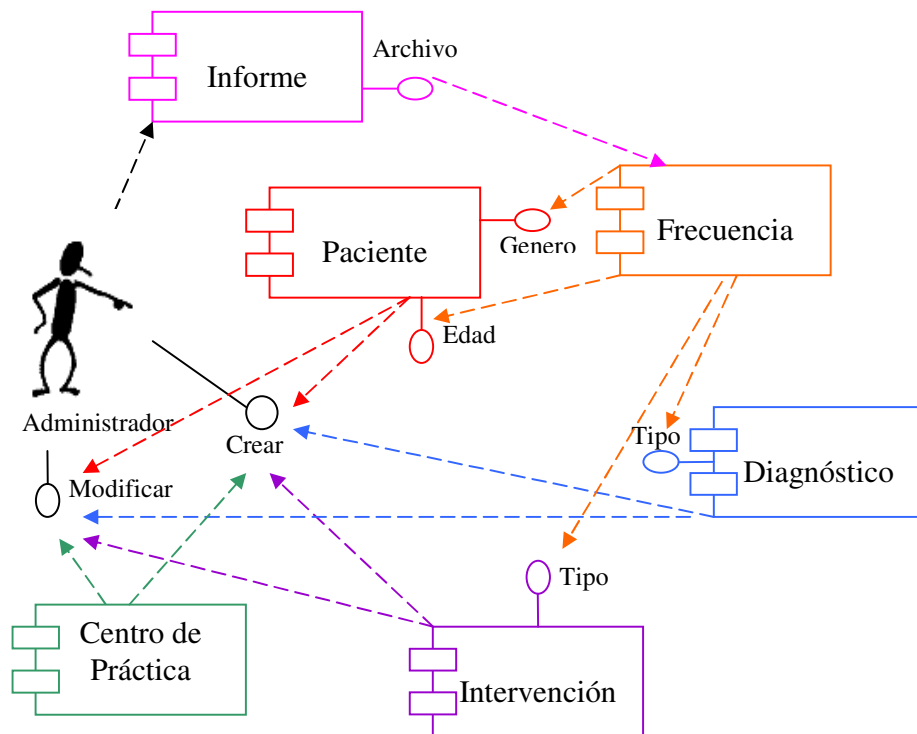 Archivo
Informe
Frecuencia
Genero
Paciente
Edad
Administrador
Crear
Tipo
Diagnóstico
Modificar
Tipo
Centro de
Práctica
Intervención